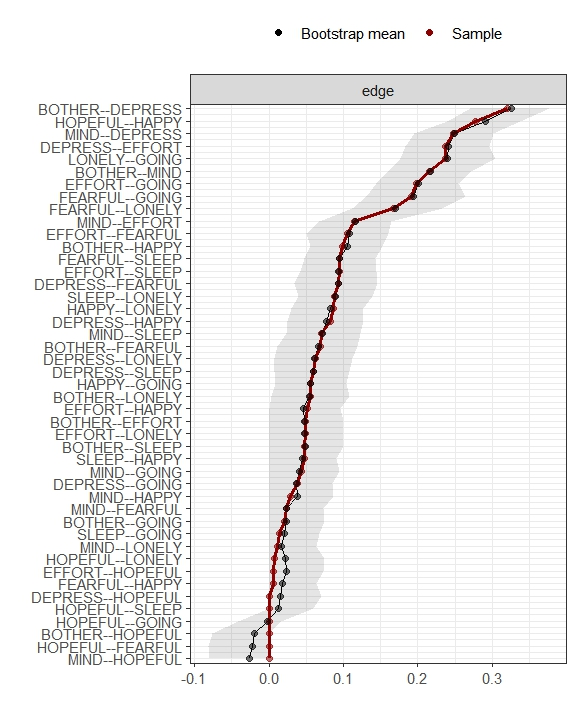 Bootstrap mean Sample
edge
BOTHER--DEPRESS
HOPEFUL--HAPPY
MIND--DEPRESS
DEPRESS--EFFORT
LONELY--GOING
BOTHER--MIND
EFFORT--GOING
FEARFUL--GOING
FEARFUL--LONELY
MIND--EFFORT
EFFORT--FEARFUL
BOTHER--HAPPY
FEARFUL--SLEEP
EFFORT--SLEEP
DEPRESS--FEARFUL
SLEEP--LONELY
HAPPY--LONELY
DEPRESS--HAPPY
MIND--SLEEP
BOTHER--FEARFUL
DEPRESS--LONELY
DEPRESS--SLEEP
HAPPY--GOING
BOTHER--LONELY
EFFORT--HAPPY
BOTHER--EFFORT
EFFORT--LONELY
BOTHER--SLEEP
SLEEP--HAPPY
MIND--GOING
DEPRESS--GOING
MIND--HAPPY
MIND--FEARFUL
BOTHER--GOING
SLEEP--GOING
MIND--LONELY
HOPEFUL--LONELY
EFFORT--HOPEFUL
FEARFUL--HAPPY
DEPRESS--HOPEFUL
HOPEFUL--SLEEP
HOPEFUL--GOING
BOTHER--HOPEFUL
HOPEFUL--FEARFUL
MIND--HOPEFUL
-0.1 0.0 0.1 0.2 0.3